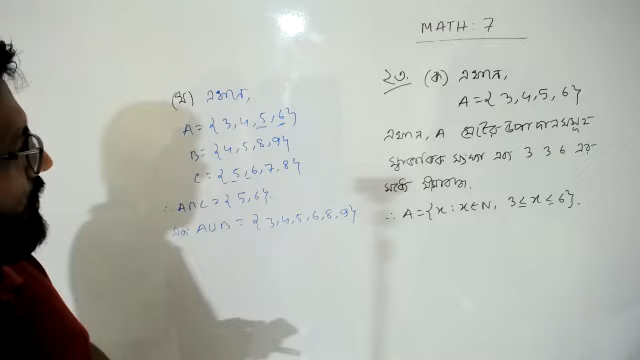 MATH: 7
২৩. (ক) এখানে,
A = {3, 4, 5, 6}
এখানে, A সেটের উপাদানসমূহ
স্বাভাবিক সংখ্যা এবং 3 ও 6 এর
মধ্যে সীমাবদ্ধ.
∴ A = {x : x ∈ N, 3 ≤ x ≤ 6}.
(খ) এখানে,
A = {3, 4, 5, 6}
B = {4, 5, 8, 9}
C = {5, 6, 7, 8}
∴ A∩C = {5, 6}.
এবং A∪B = {3, 4, 5, 6, 8, 9}